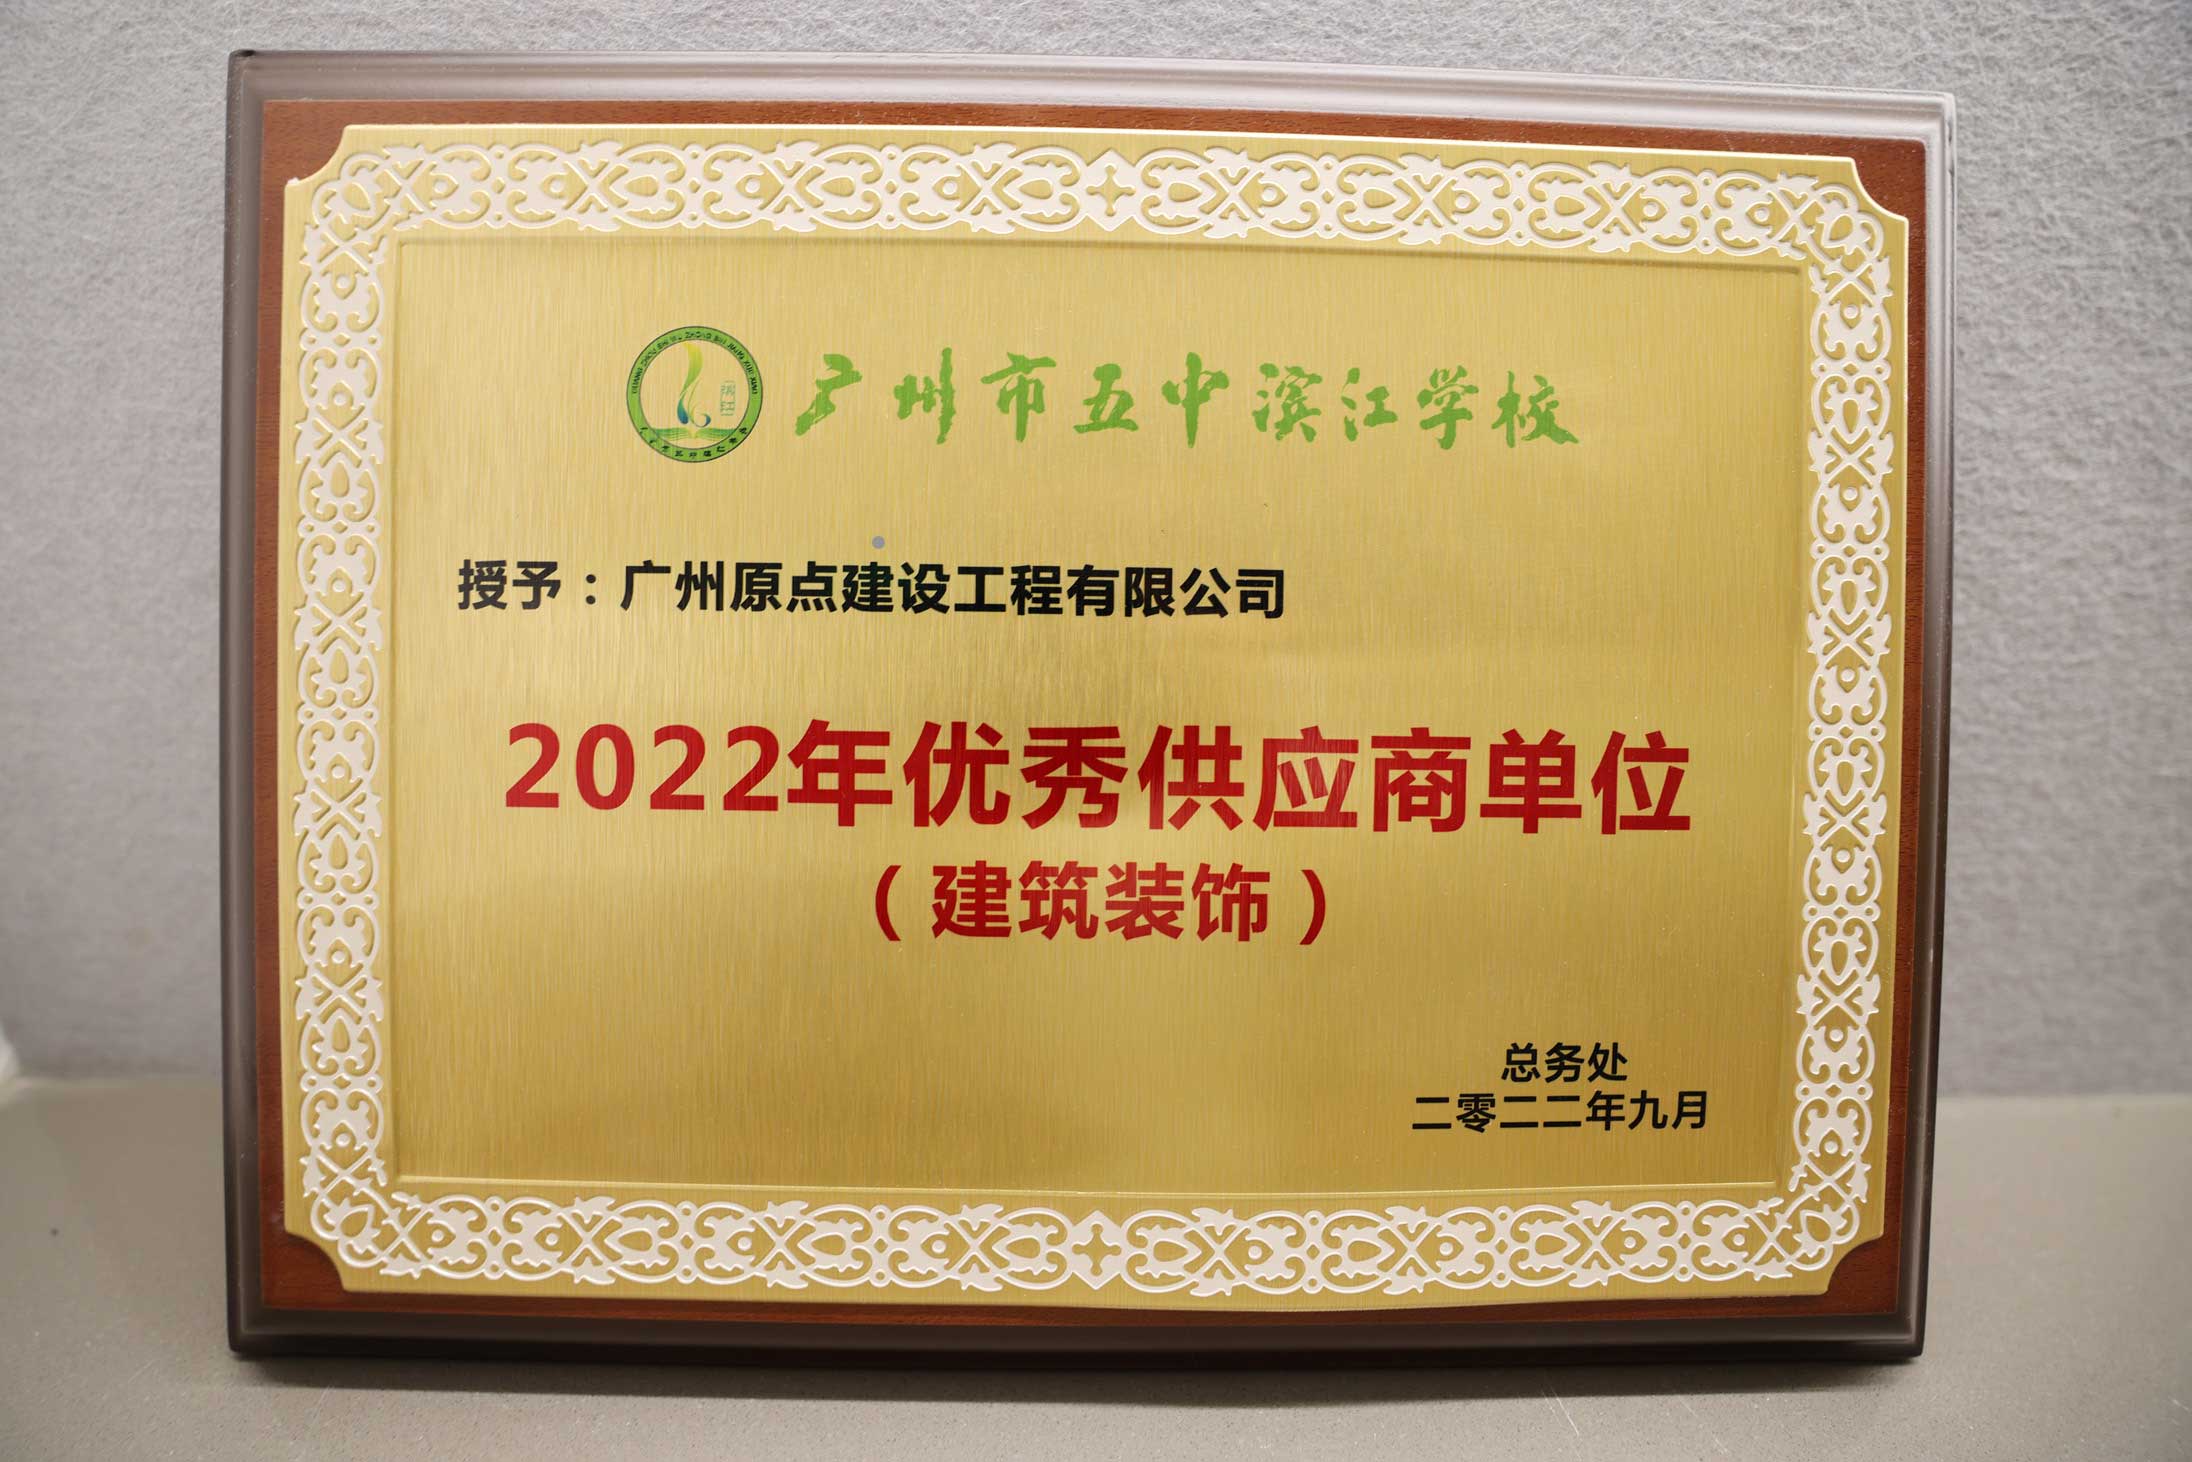 广州市五中滨江学校
滨江
授予：广州原点建设工程有限公司
2022年优秀供应商单位
（建筑装饰）
总务处
二零二二年九月